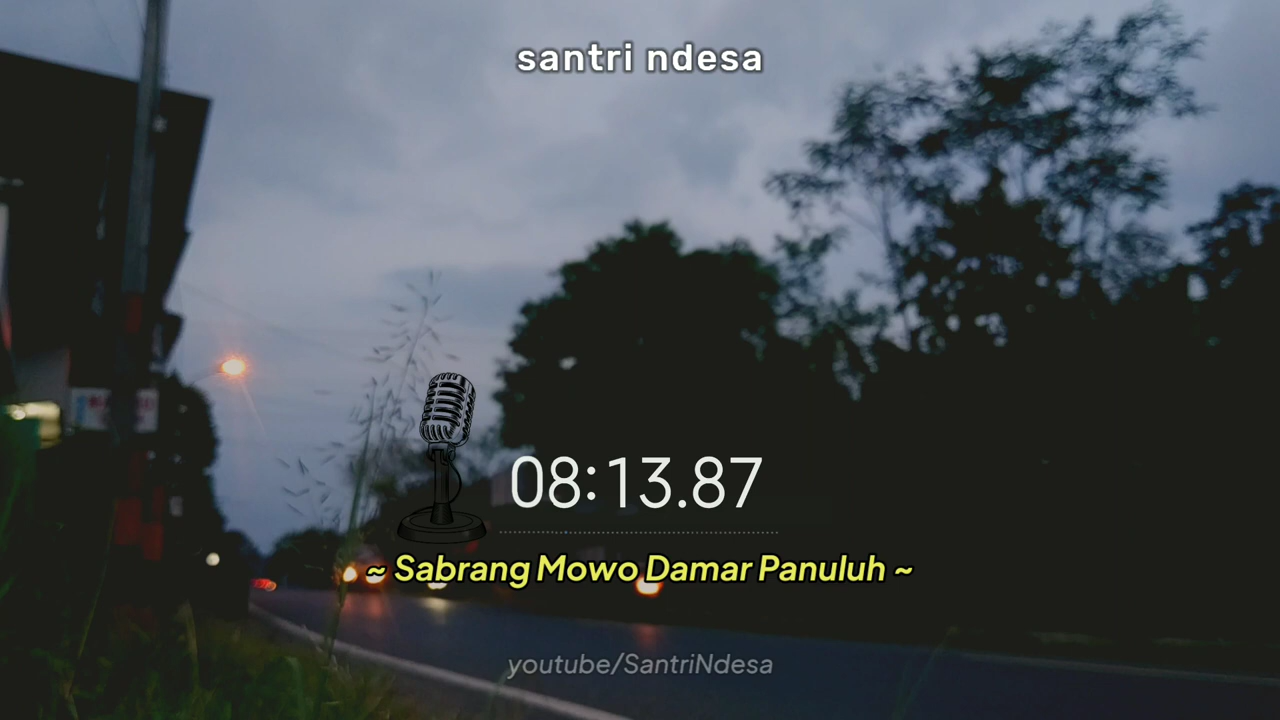 santri ndesa
08:13.87
~ Sabrang Mowo Damar Panuluh ~
youtube/SantriNdesa